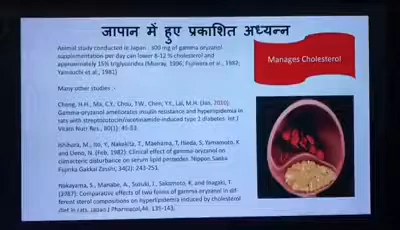 जापान में हुए प्रकाशित अध्यन्न
Animal study conducted in Japan - 300 mg of gamma oryzanol
supplementation per day can lower 8-12 % cholesterol and
approximately 15% triglycerides (Murray, 1996; Fujiwara et al., 1983;
Yamauchi et al., 1981)
Manages Cholesterol
Many other studies :-
Cheng, H.H., Ma, C.Y., Chou, T.W., Chen, Y.Y., Lai, M.H. (Jan, 2010).
Gamma-oryzanol ameliorates insulin resistance and hyperlipidemia in
rats with streptozotocin/nicotinamide-induced type 2 diabetes. Int J
Vitam Nutr Res., 80(1): 45-53.
Ishihara, M., Ito, Y., Nakakita, T., Maehama, T., Hieda, S., Yamamoto, K.
and Ueno, N. (Feb, 1982). Clinical effect of gamma-oryzanol on
climacteric disturbance on serum lipid peroxides. Nippon Sanka
Fujinka Gakkai Zasshi, 34(2): 243-251.
Nakayama, S., Manabe, A., Suzuki, J., Sakamoto, K. and Inagaki, T.
(1987). Comparative effects of two forms of gamma-oryzanol in dif-
ferent sterol compositions on hyperlipidemia induced by cholesterol
diet in rats. Japan J Pharmacol,44. 135-143.